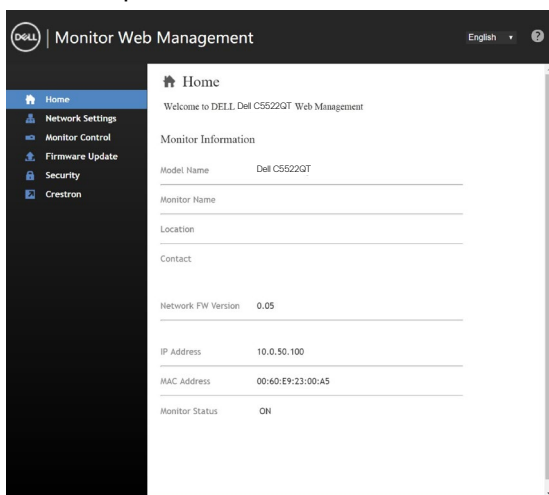 DELL | Monitor Web Management
English
?
Home
Network Settings
Monitor Control
Firmware Update
Security
Crestron
Home
Welcome to DELL Dell C5522QT Web Management
Monitor Information
Model Name Dell C5522QT
Monitor Name
Location
Contact
Network FW Version 0.05
IP Address 10.0.50.100
MAC Address 00:60:E9:23:00:A5
Monitor Status ON